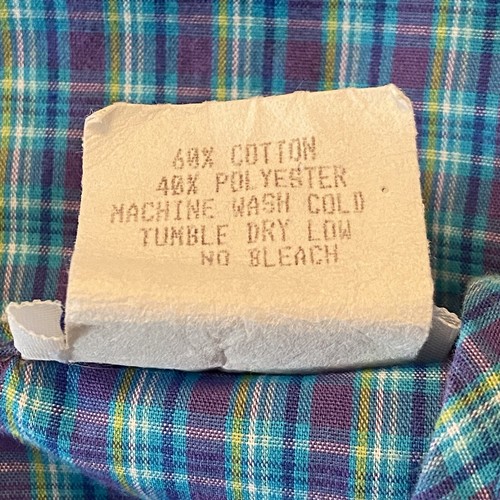 60% COTTON
40% POLYESTER
MACHINE WASH COLD
TUMBLE DRY LOW
NO BLEACH